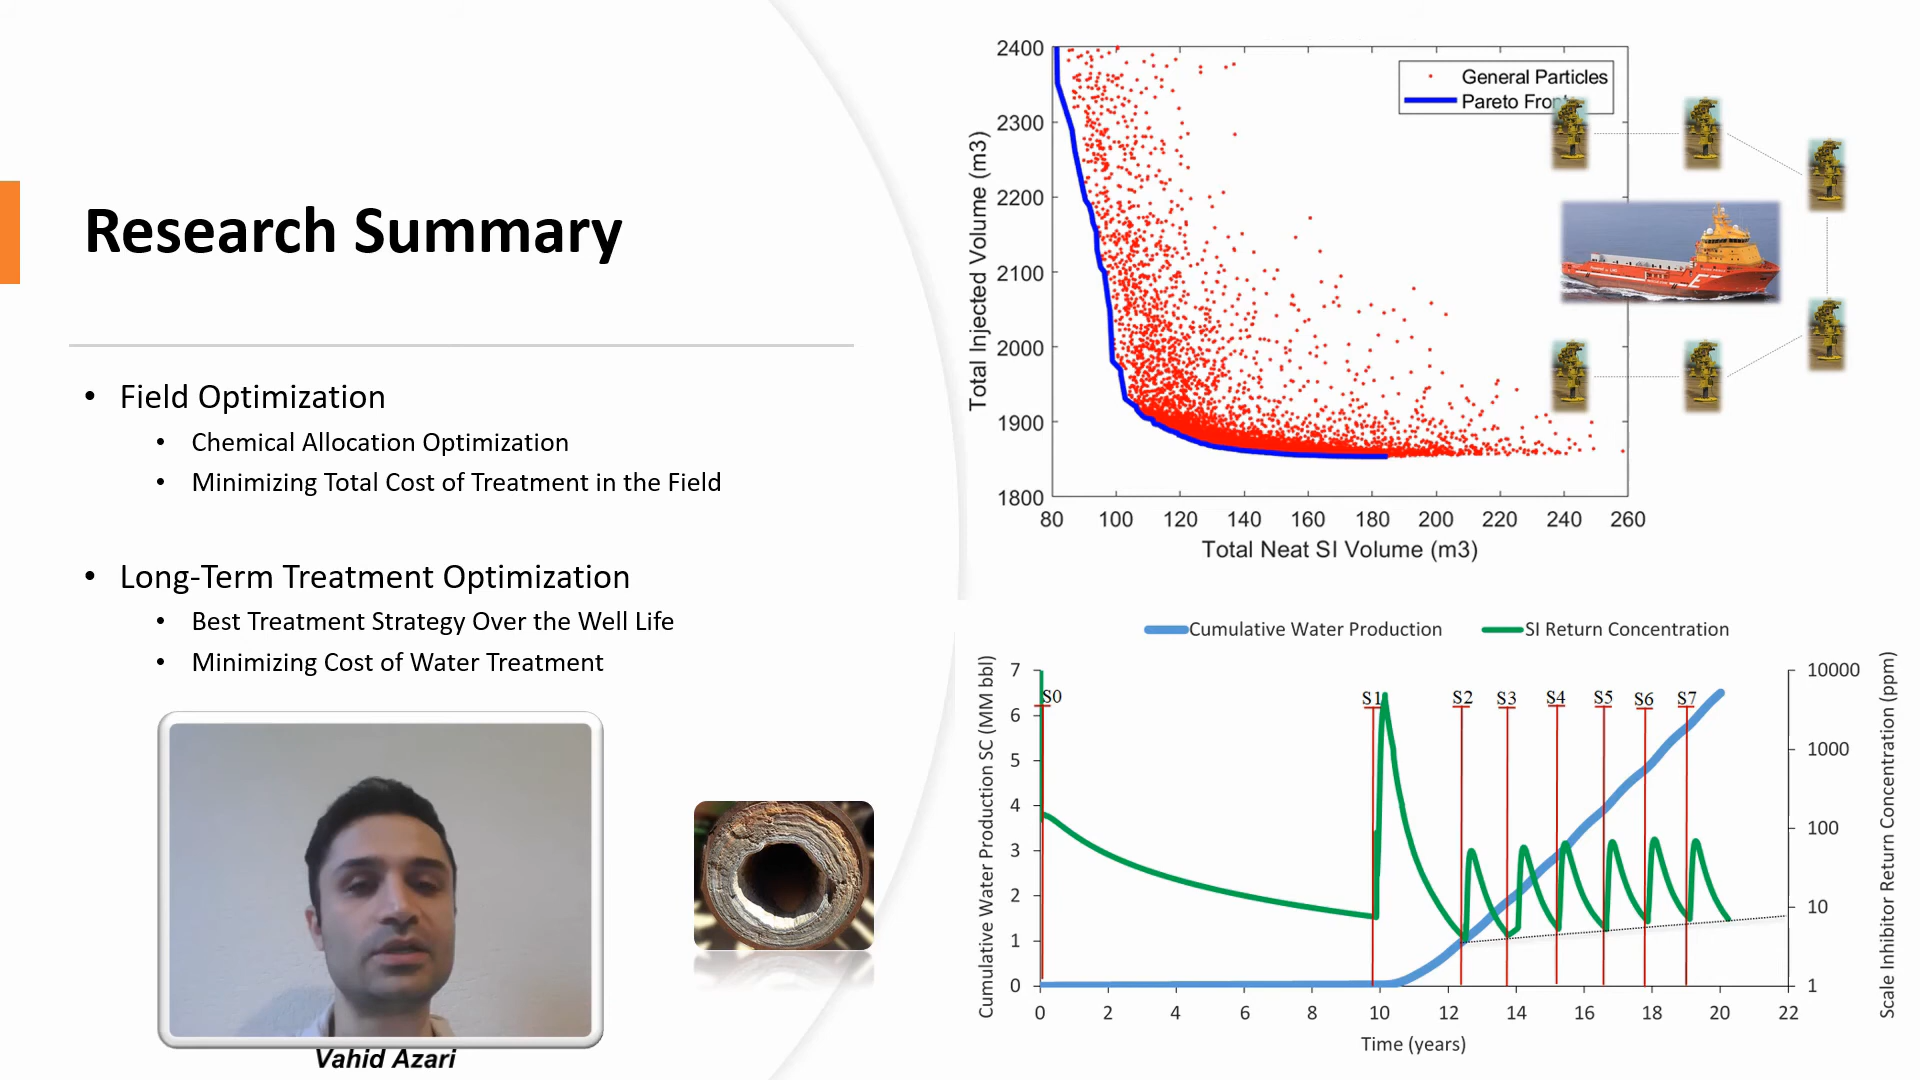 Research Summary
• Field Optimization
• Chemical Allocation Optimization
• Minimizing Total Cost of Treatment in the Field
• Long-Term Treatment Optimization
• Best Treatment Strategy Over the Well Life
• Minimizing Cost of Water Treatment
Vahid Azari
General Particles
Pareto Front
Total Injected Volume (m3)
2400
2300
2200
2100
2000
1900
1800
80 100 120 140 160 180 200 220 240 260
Total Neat SI Volume (m3)
Cumulative Water Production SI Return Concentration
Cumulative Water Production SC (MM bbl)
7
6
5
4
3
2
1
0
S0 S1 S2 S3 S4 S5 S6 S7
10000
1000
100
10
1
Scale Inhibitor Return Concentration (ppm)
0 2 4 6 8 10 12 14 16 18 20 22
Time (years)